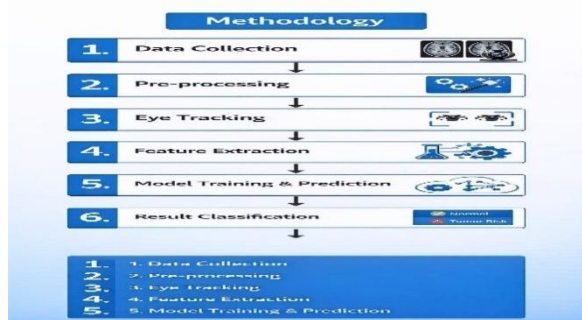 Methodology
1. Data Collection
2. Pre-processing
3. Eye Tracking
4. Feature Extraction
5. Model Training & Prediction
6. Result Classification
Normal
Tumor Risk
1. 1. Data Collection
2. 2. Pre-processing
3. 3. Eye Tracking
4. 4. Feature Extraction
5. 5. Model Training & Prediction